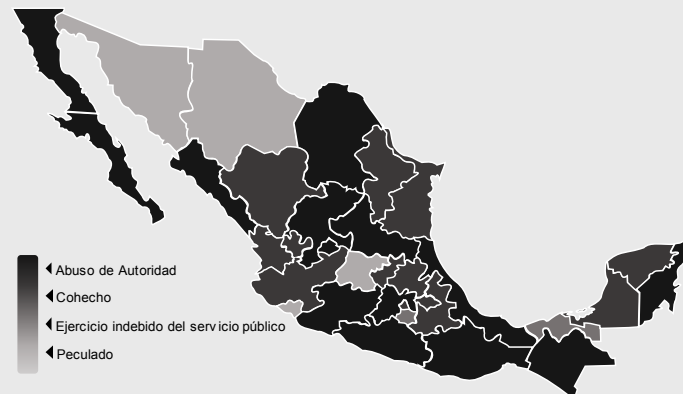 Abuso de Autoridad
Cohecho
Ejercicio indebido del servicio público
Peculado